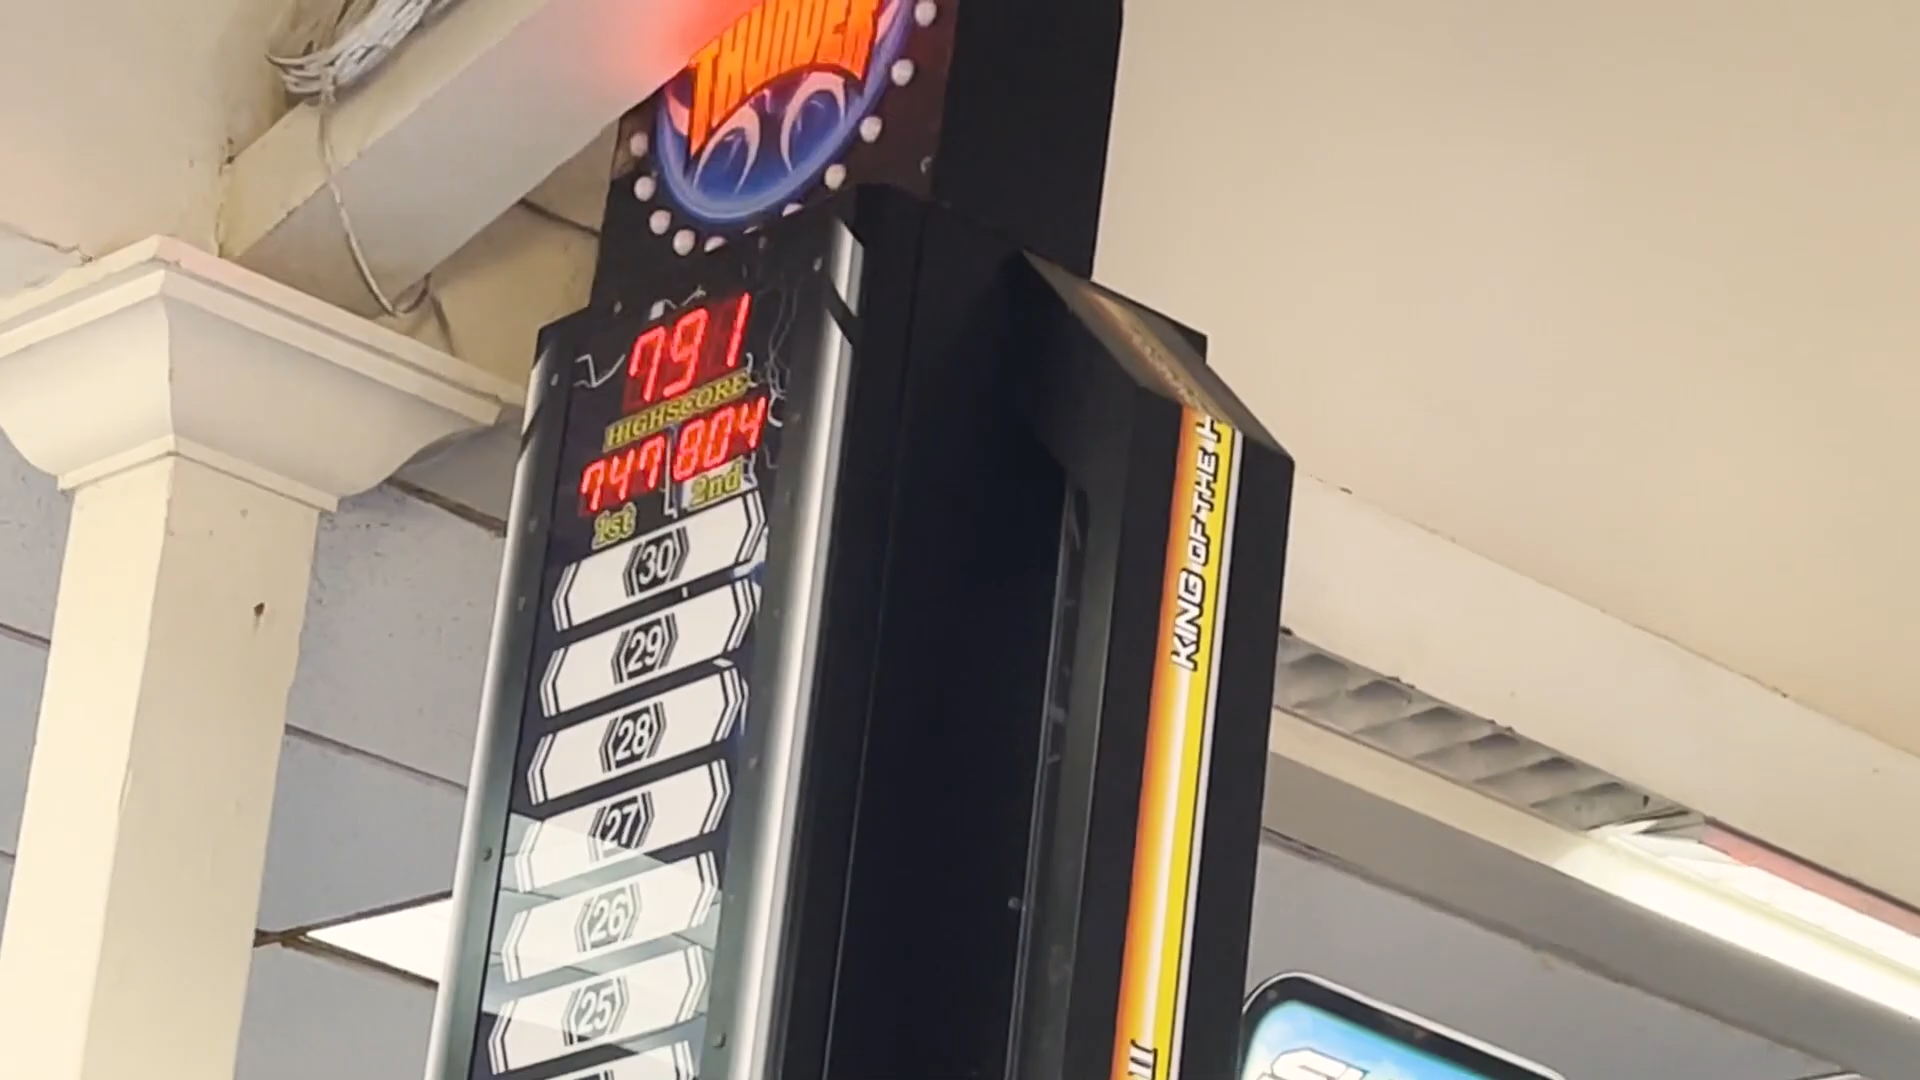 THUNDER
791
HIGHSCORE
747 804
1st 2nd
30
29
28
27
26
25
KING OF THE H